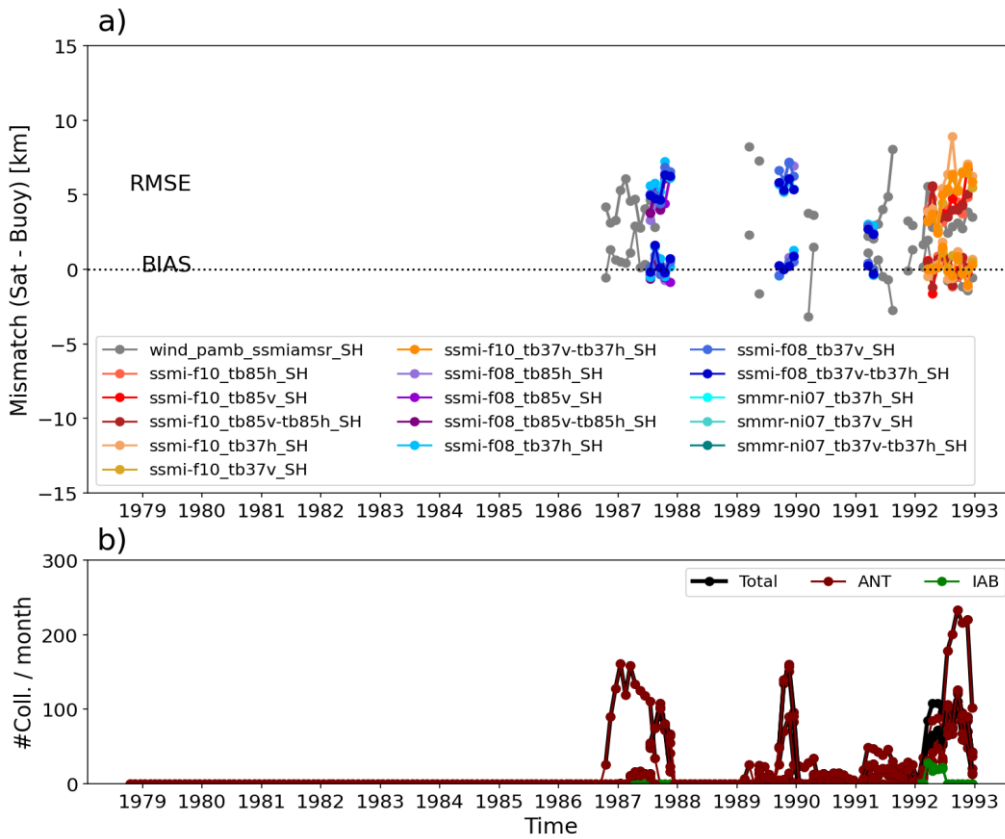 a)
15
10
5
0
−5
−10
−15
Mismatch (Sat - Buoy) [km]
RMSE
BIAS
wind_pamb_ssmiamsr_SH
ssmi-f10_tb85h_SH
ssmi-f10_tb85v_SH
ssmi-f10_tb85v-tb85h_SH
ssmi-f10_tb37h_SH
ssmi-f10_tb37v_SH
ssmi-f10_tb37v-tb37h_SH
ssmi-f08_tb85h_SH
ssmi-f08_tb85v_SH
ssmi-f08_tb85v-tb85h_SH
ssmi-f08_tb37h_SH
ssmi-f08_tb37v_SH
ssmi-f08_tb37v-tb37h_SH
smmr-ni07_tb37h_SH
smmr-ni07_tb37v_SH
smmr-ni07_tb37v-tb37h_SH
1979 1980 1981 1982 1983 1984 1985 1986 1987 1988 1989 1990 1991 1992 1993
b)
300
200
100
0
#Coll. / month
Total ANT IAB
1979 1980 1981 1982 1983 1984 1985 1986 1987 1988 1989 1990 1991 1992 1993
Time